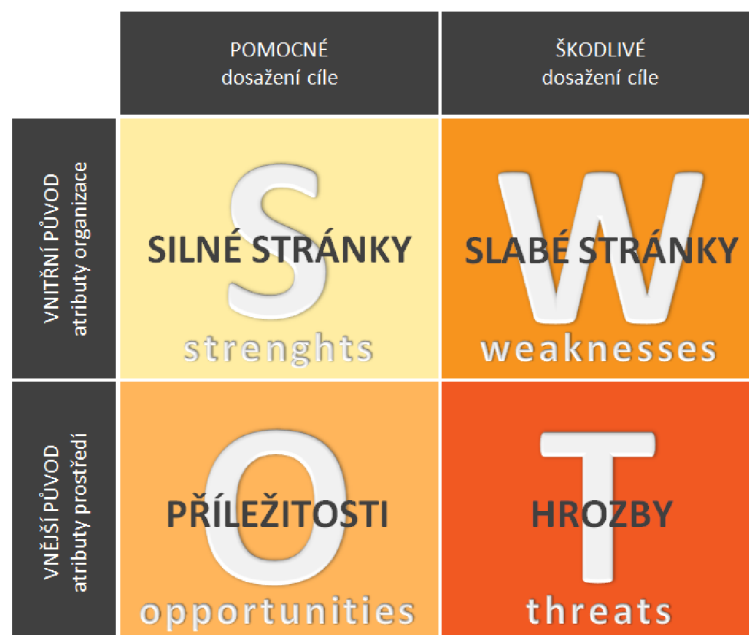 POMOCNÉ
dosažení cíle
ŠKODLIVÉ
dosažení cíle
VNITŘNÍ PŮVOD
atributy organizace
S
SILNÉ STRÁNKY
strenghts
W
SLABÉ STRÁNKY
weaknesses
VNĚJŠÍ PŮVOD
atributy prostředí
O
PŘÍLEŽITOSTI
opportunities
T
HROZBY
threats